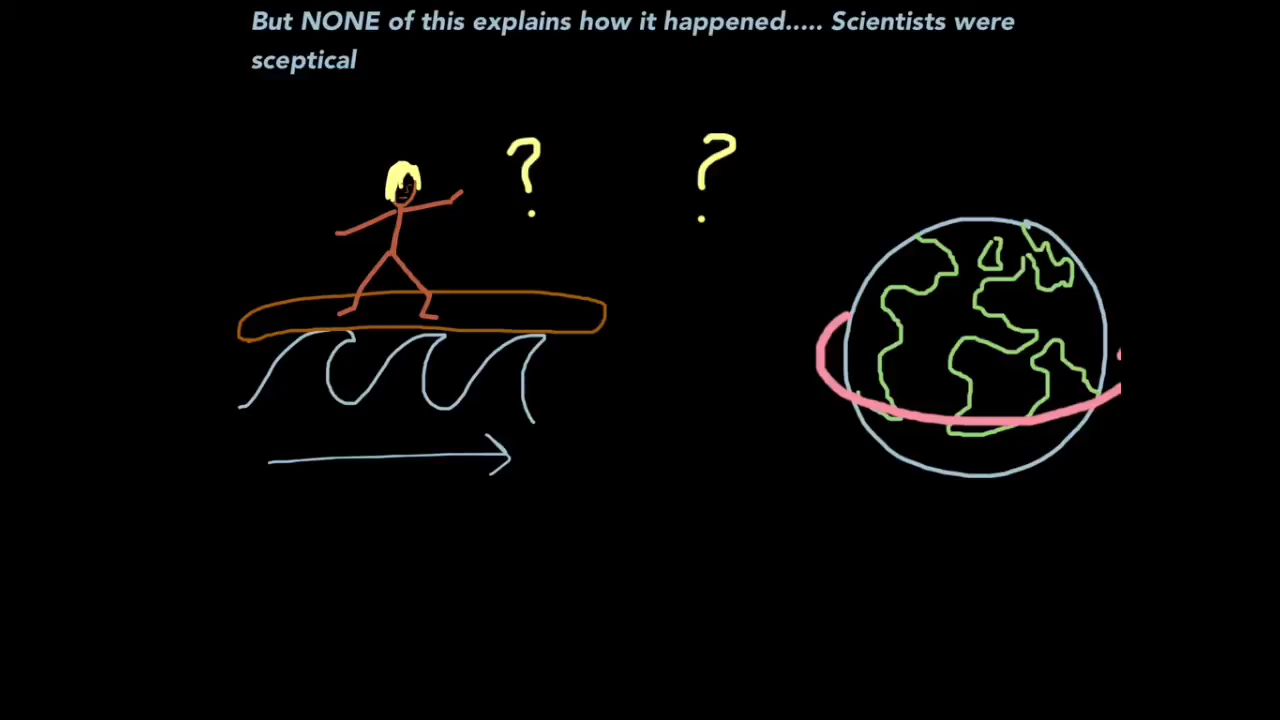 But NONE of this explains how it happened..... Scientists were
sceptical
? ?